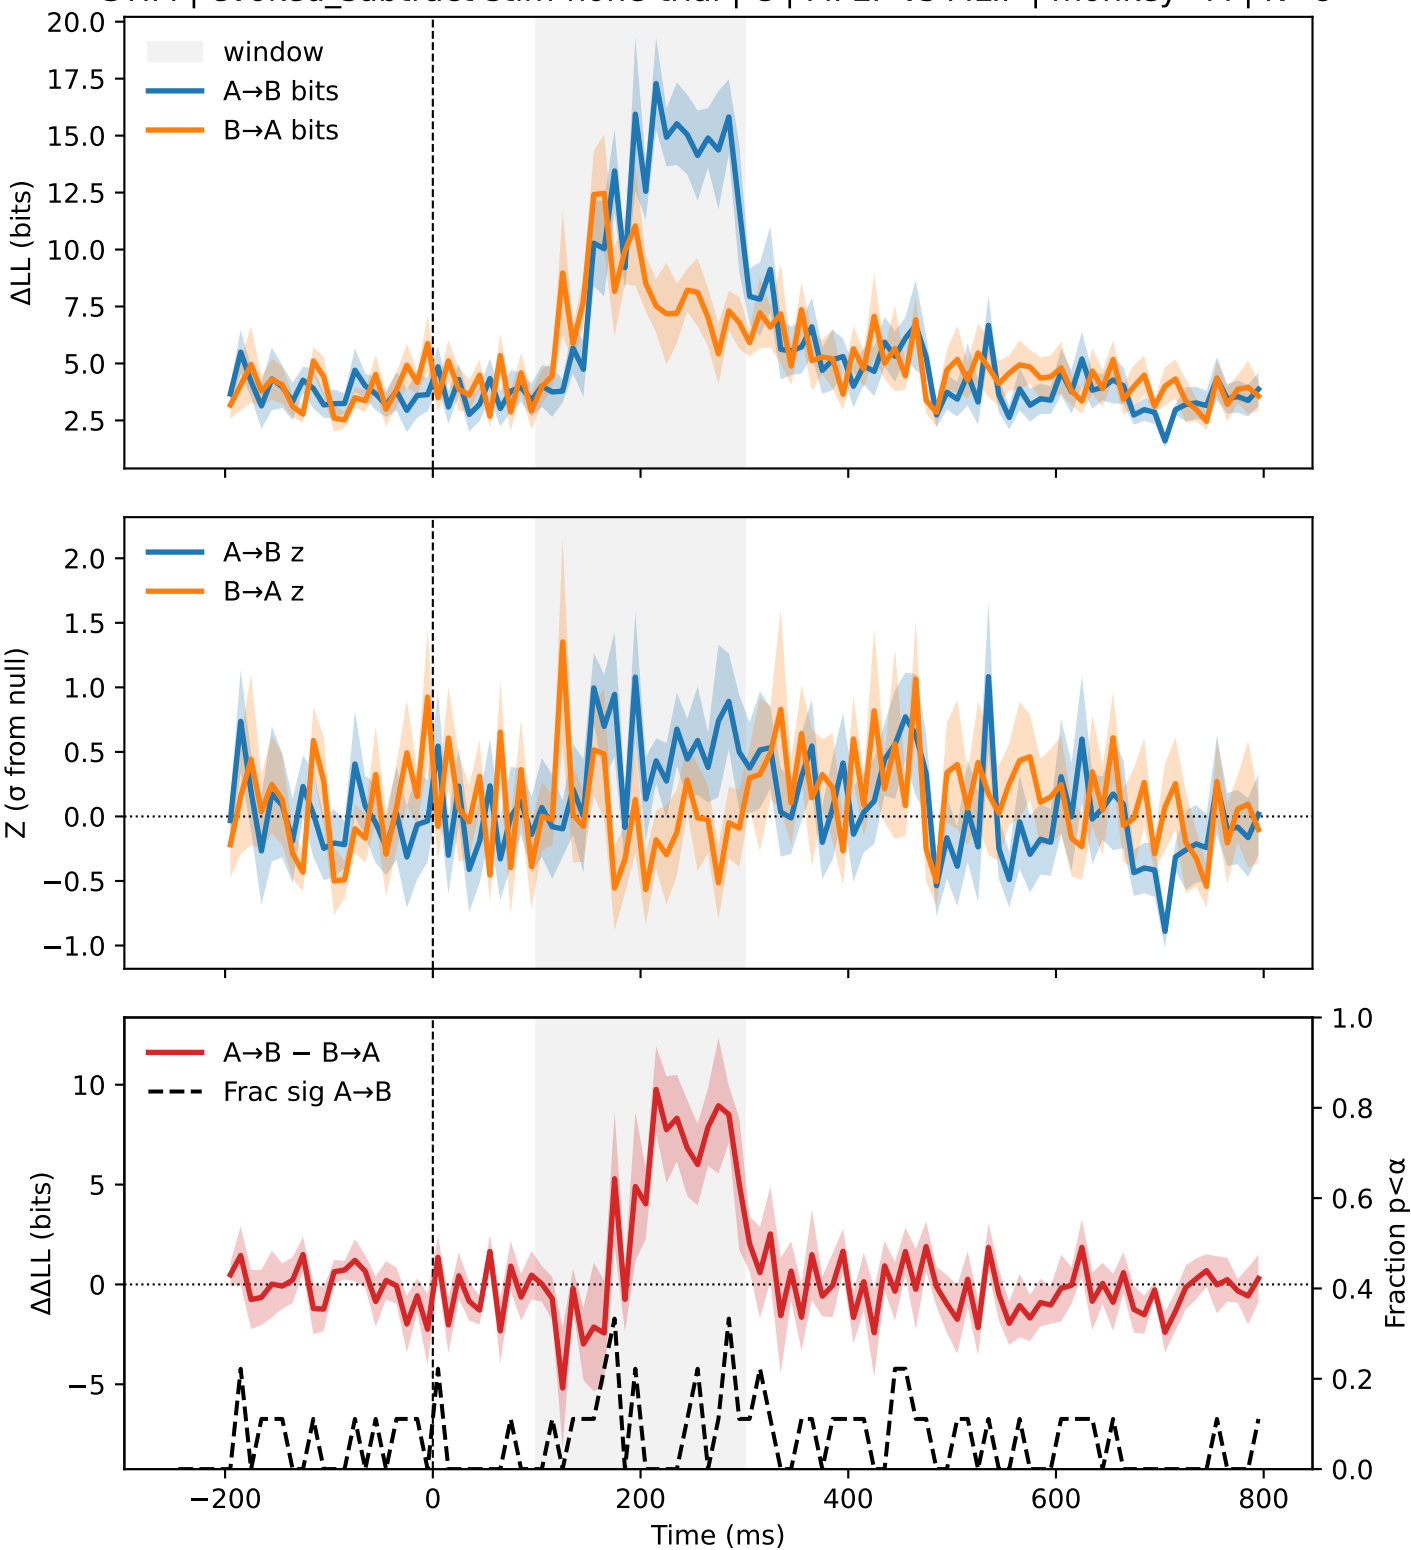 20.0
17.5
15.0
12.5
10.0
7.5
5.0
2.5
ΔLL (bits)
window
A→B bits
B→A bits
2.0
1.5
1.0
0.5
0.0
−0.5
−1.0
Z (σ from null)
A→B z
B→A z
10
5
0
−5
ΔΔLL (bits)
A→B − B→A
Frac sig A→B
1.0
0.8
0.6
0.4
0.2
0.0
Fraction p<α
−200
0
200
400
600
800
Time (ms)